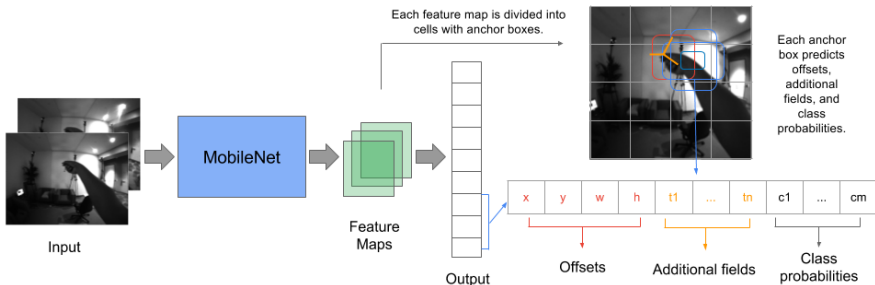 Each feature map is divided into
cells with anchor boxes.
Each anchor
box predicts
offsets,
additional
fields, and
class
probabilities.
MobileNet
x y w h t1 ... tn c1 ... cm
Input
Feature
Maps
Output
Offsets
Additional fields
Class
probabilities